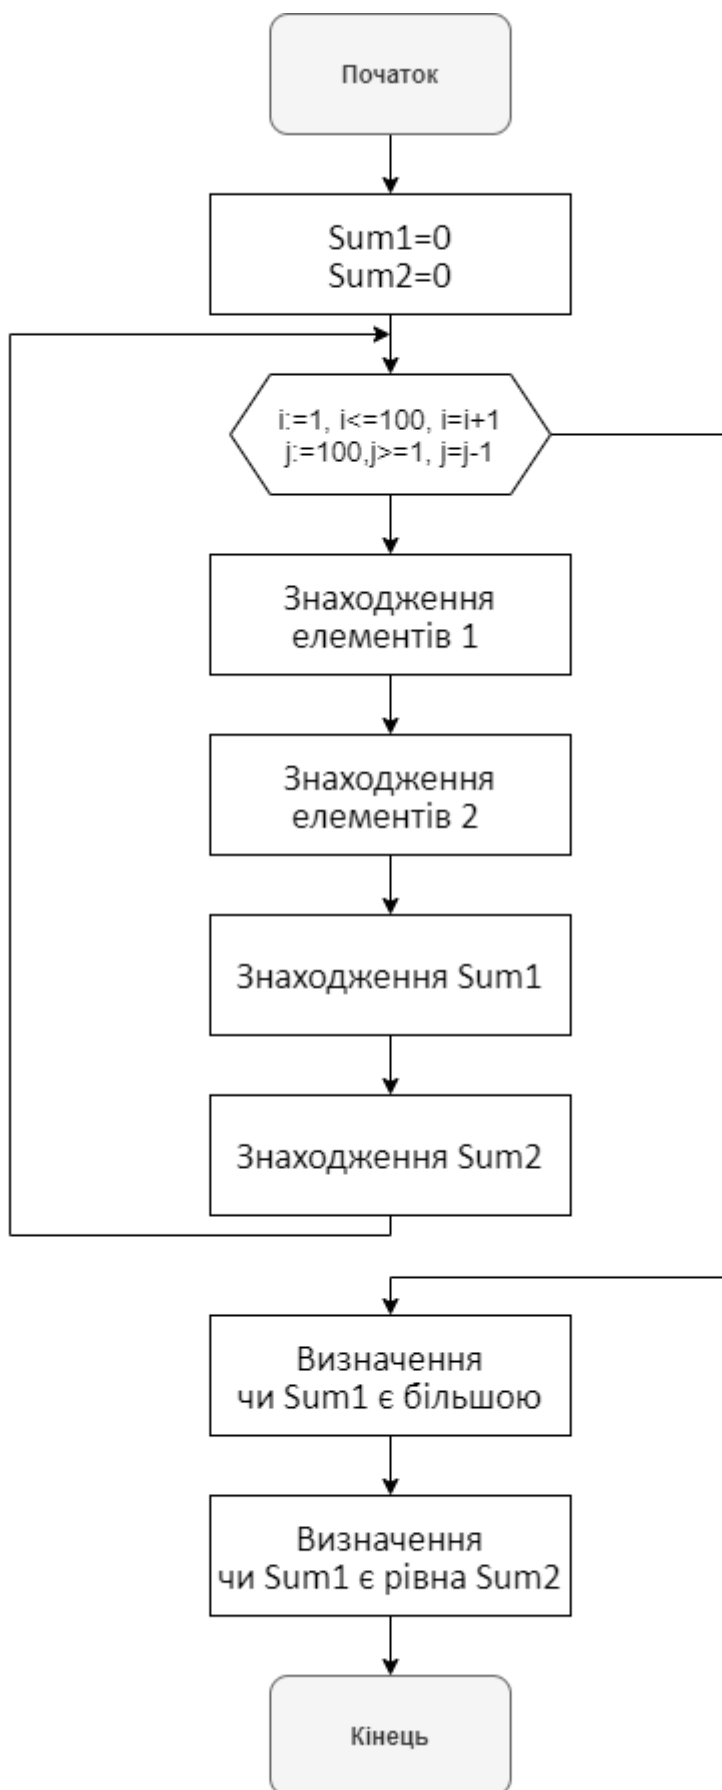 Початок
Sum1=0
Sum2=0
i:=1, i<=100, i=i+1
j:=100,j>=1, j=j-1
Знаходження
елементів 1
Знаходження
елементів 2
Знаходження Sum1
Знаходження Sum2
Визначення
чи Sum1 є більшою
Визначення
чи Sum1 є рівна Sum2
Кінець